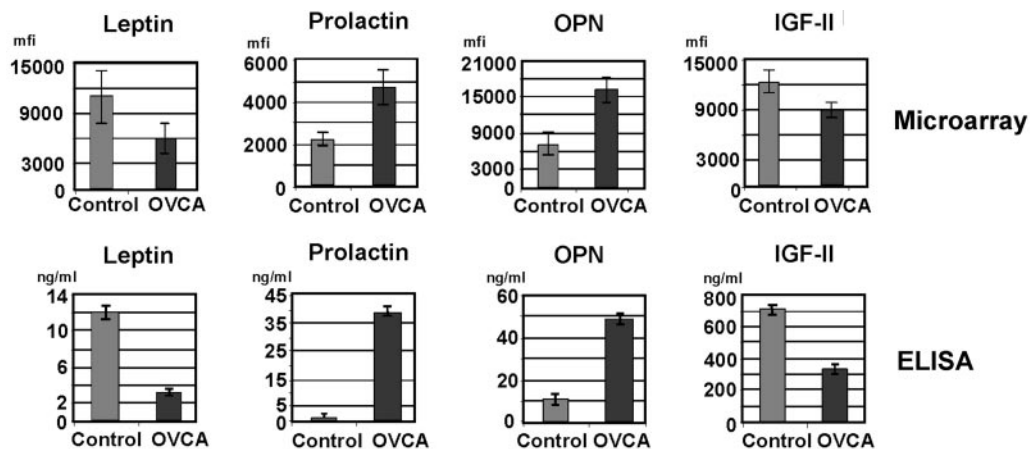 Leptin
mfi
15000
9000
3000
0
Control OVCA
Prolactin
mfi
6000
4000
2000
0
Control OVCA
OPN
mfi
21000
15000
9000
3000
0
Control OVCA
IGF-II
mfi
15000
9000
3000
0
Control OVCA
Microarray
Leptin
ng/ml
14
10
6
2
0
Control OVCA
Prolactin
ng/ml
45
35
25
15
5
0
Control OVCA
OPN
ng/ml
60
40
20
0
Control OVCA
IGF-II
ng/ml
800
600
400
200
0
Control OVCA
ELISA